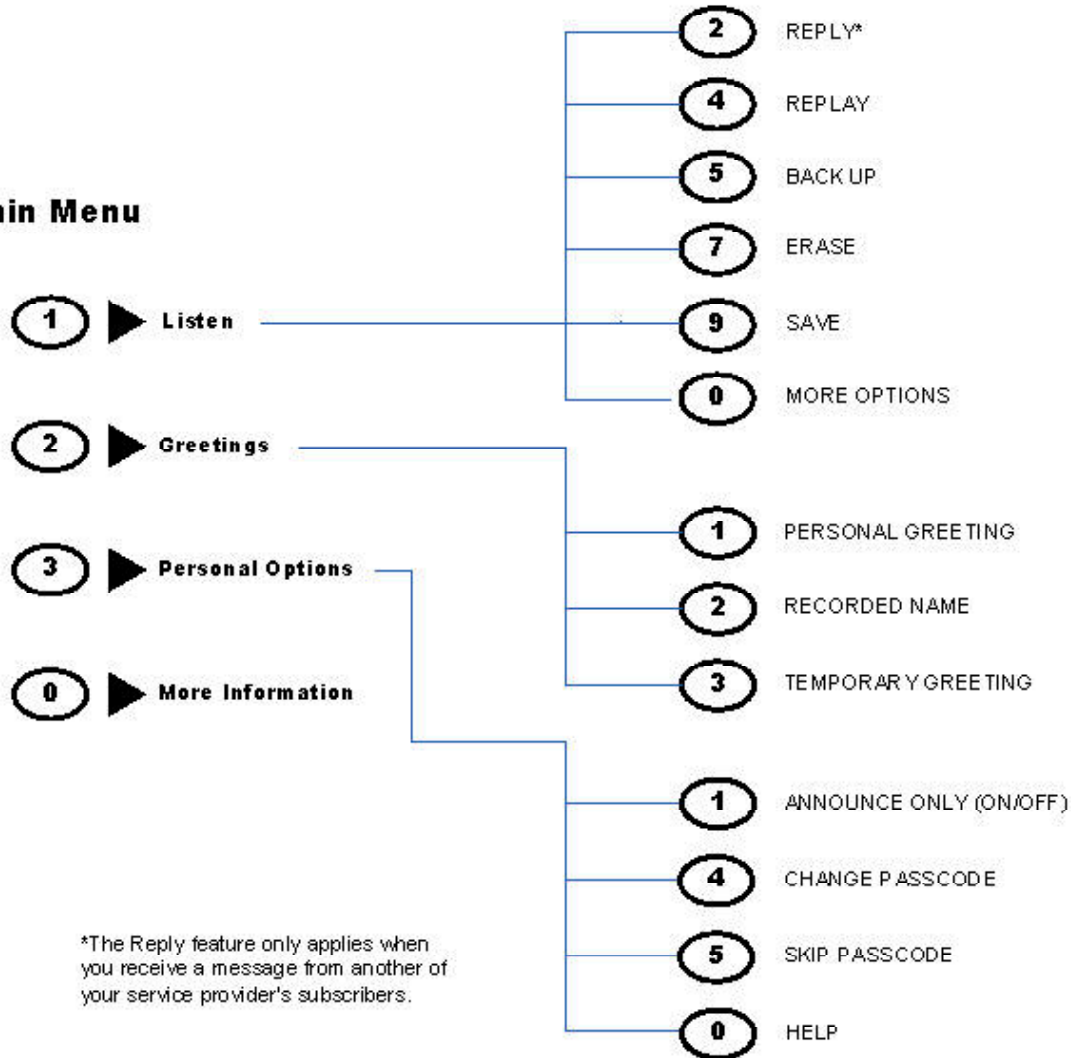 2 REPLY*
4 REPLAY
5 BACK UP
7 ERASE
9 SAVE
0 MORE OPTIONS
in Menu
1 Listen
2 Greetings
3 Personal Options
0 More Information
1 PERSONAL GREETING
2 RECORDED NAME
3 TEMPORARY GREETING
1 ANNOUNCE ONLY (ON/OFF)
4 CHANGE PASSCODE
5 SKIP PASSCODE
0 HELP
*The Reply feature only applies when
you receive a message from another of
your service provider's subscribers.